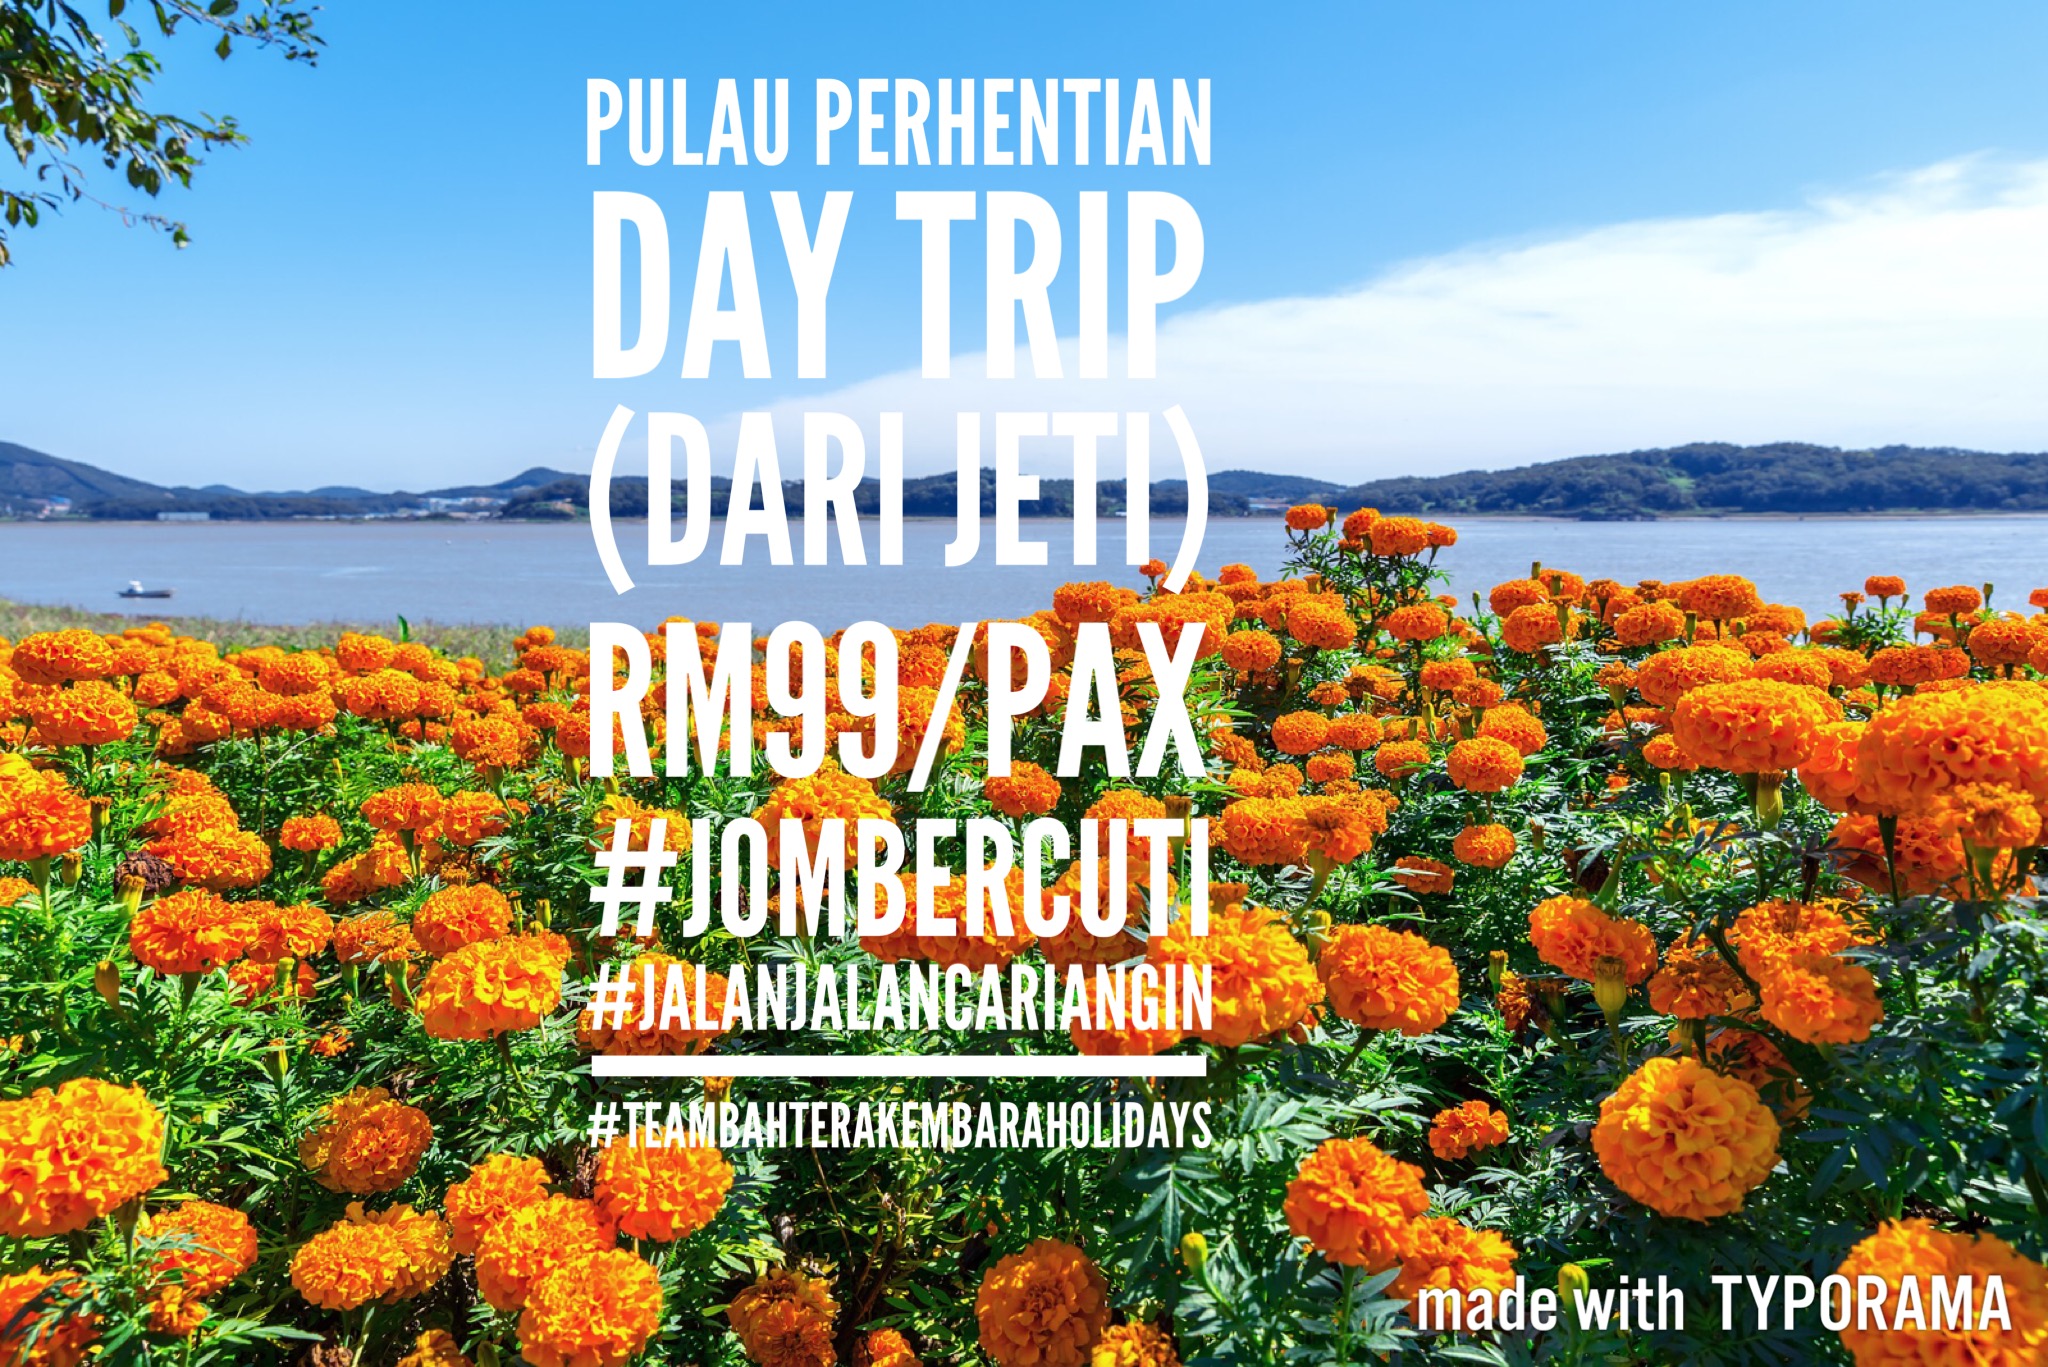 PULAU PERHENTIAN
DAY TRIP
(DARI JETI)
RM99/PAX
#JOMBERCUTI
#JALANJALANCARIANGIN
#TEAMBAHTERAKEMBARAHOLIDAYS
made with TYPORAMA